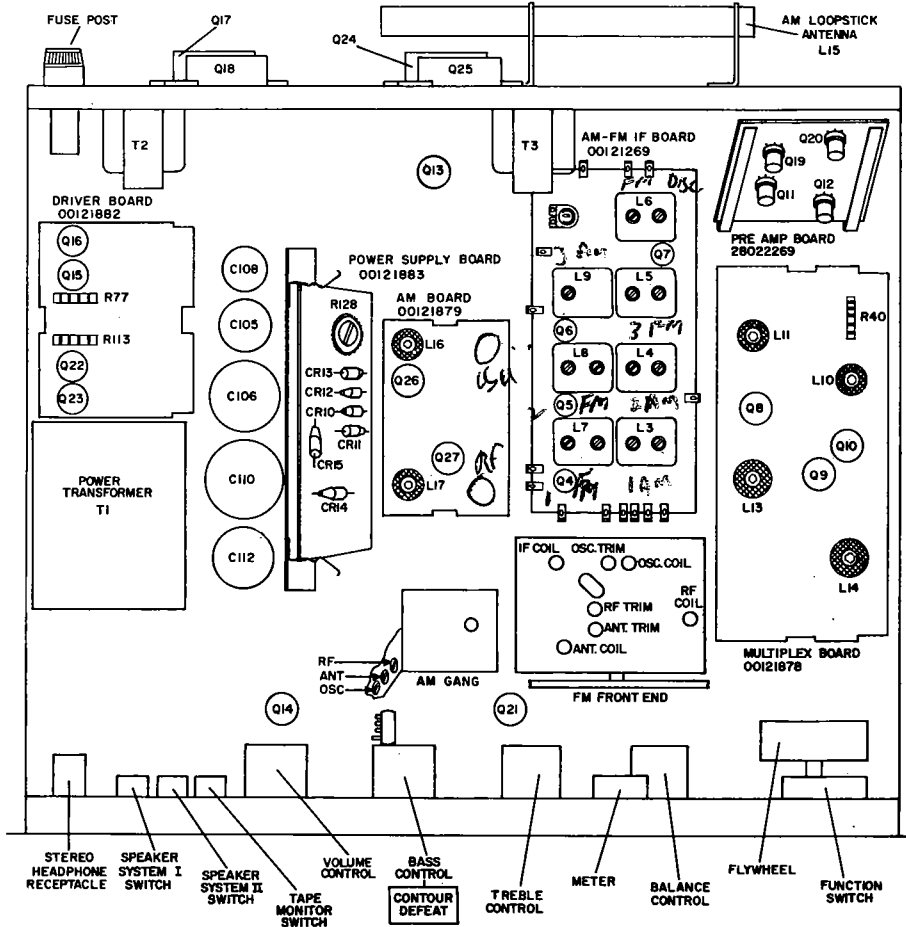 FUSE POST
Q17
Q18
Q24
Q25
AM LOOPSTICK
ANTENNA
L15
T2
T3
Q13
AM-FM IF BOARD
00121269
FM DISC
L6
Q7
Q20
Q19
Q11
Q12
PRE AMP BOARD
28022269
DRIVER BOARD
00121882
Q16
Q15
R77
R113
Q22
Q23
C108
C105
C106
C110
C112
POWER SUPPLY BOARD
00121883
R128
CR13
CR12
CR10
CR11
CR15
CR14
AM BOARD
00121879
L16
Q26
Q27
RF
L17
3 AM
L9
L5
Q6
3 FM
L8
L4
Q5
FM
2 AM
L7
L3
Q4
1
FM
1 AM
L11
R40
L10
Q8
Q10
Q9
L13
L14
MULTIPLEX BOARD
00121878
POWER
TRANSFORMER
T1
IF COIL
OSC. TRIM
OSC. COIL
RF
COIL
RF TRIM
ANT. TRIM
ANT. COIL
FM FRONT END
RF
ANT
OSC
AM GANG
Q14
Q21
STEREO
HEADPHONE
RECEPTACLE
SPEAKER
SYSTEM I
SWITCH
SPEAKER
SYSTEM II
SWITCH
TAPE
MONITOR
SWITCH
VOLUME
CONTROL
BASS
CONTROL
CONTOUR
DEFEAT
TREBLE
CONTROL
METER
BALANCE
CONTROL
FLYWHEEL
FUNCTION
SWITCH